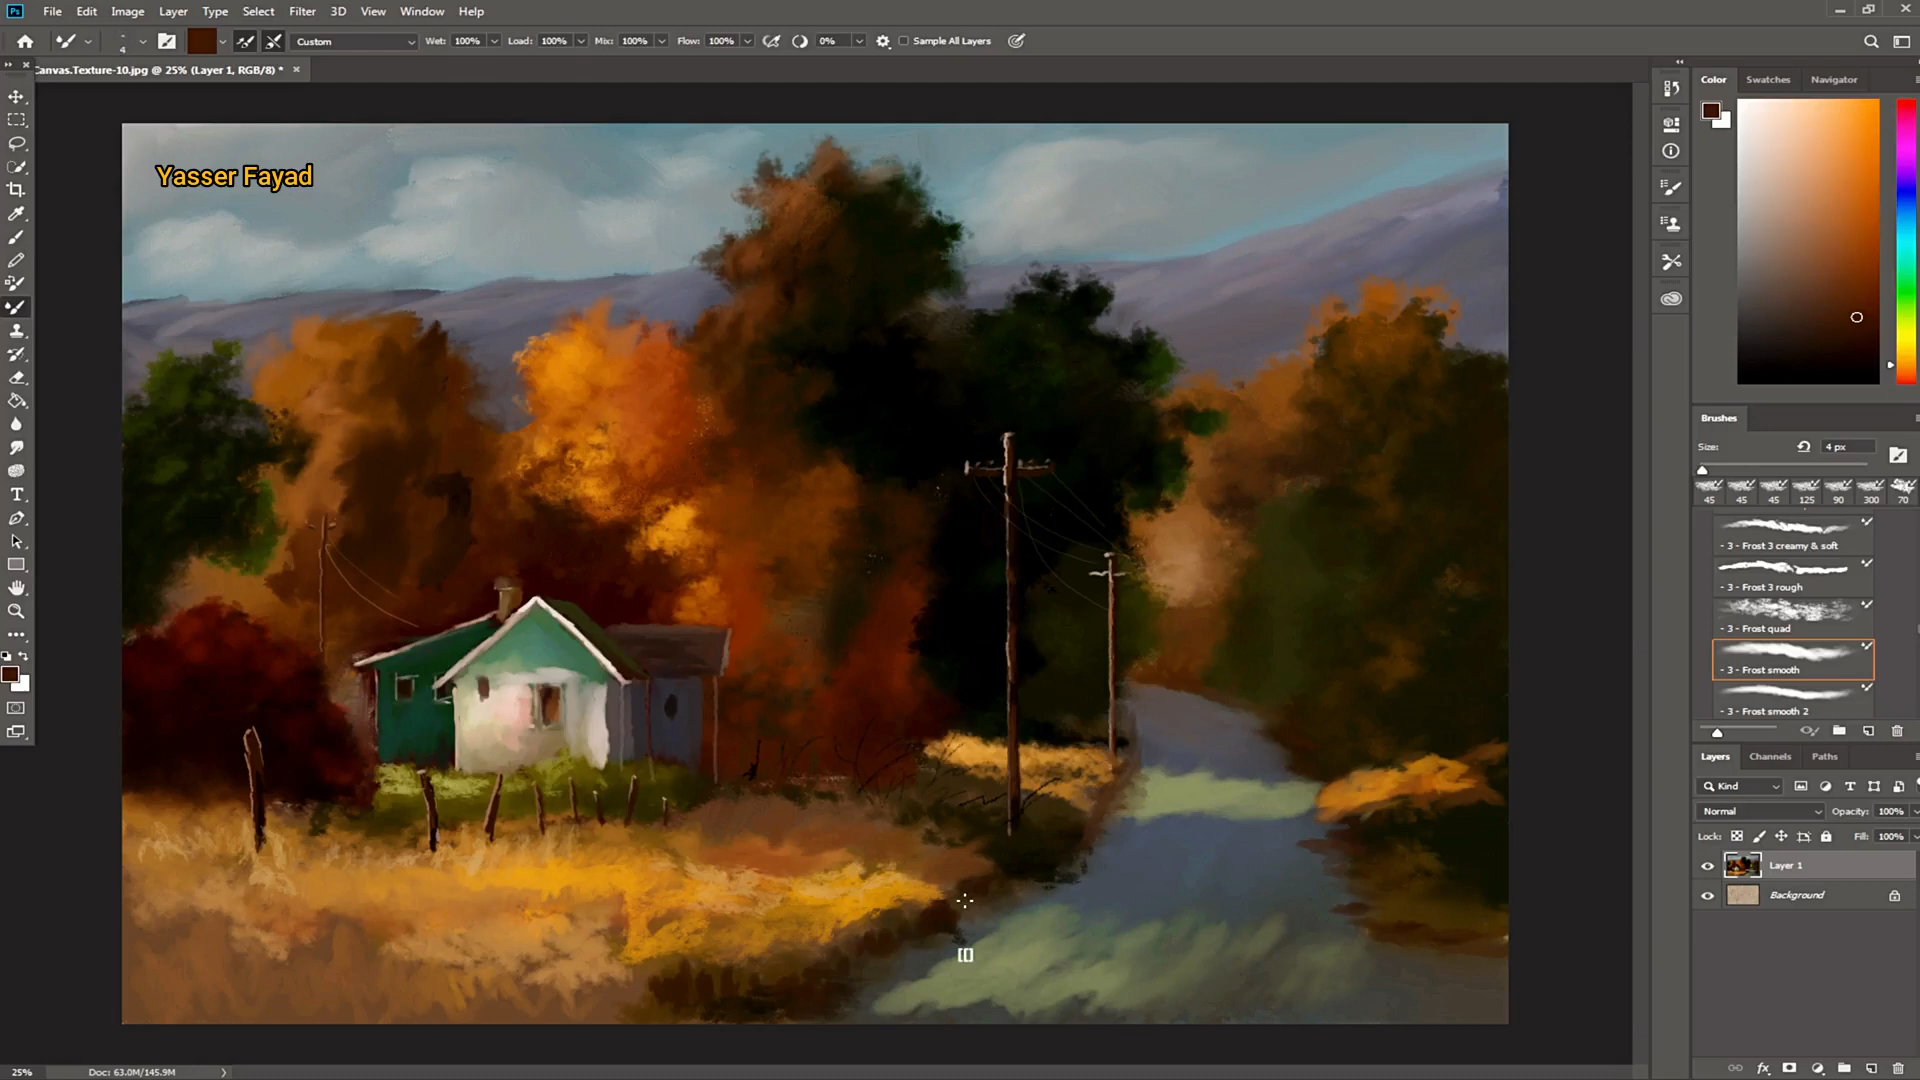 Ps File Edit Image Layer Type Select Filter 3D View Window Help
4 Custom Wet: 100% Load: 100% Mix: 100% Flow: 100% 0% Sample All Layers
Canvas.Texture-10.jpg @ 25% (Layer 1, RGB/8) *
Color Swatches Navigator
Yasser Fayad
Brushes
Size: 4 px
45 45 45 125 90 300 70
- 3 - Frost 3 creamy & soft
- 3 - Frost 3 rough
- 3 - Frost quad
- 3 - Frost smooth
- 3 - Frost smooth 2
Layers Channels Paths
Kind
Normal Opacity: 100%
Lock: Fill: 100%
Layer 1
Background
25% Doc: 63.0M/145.9M